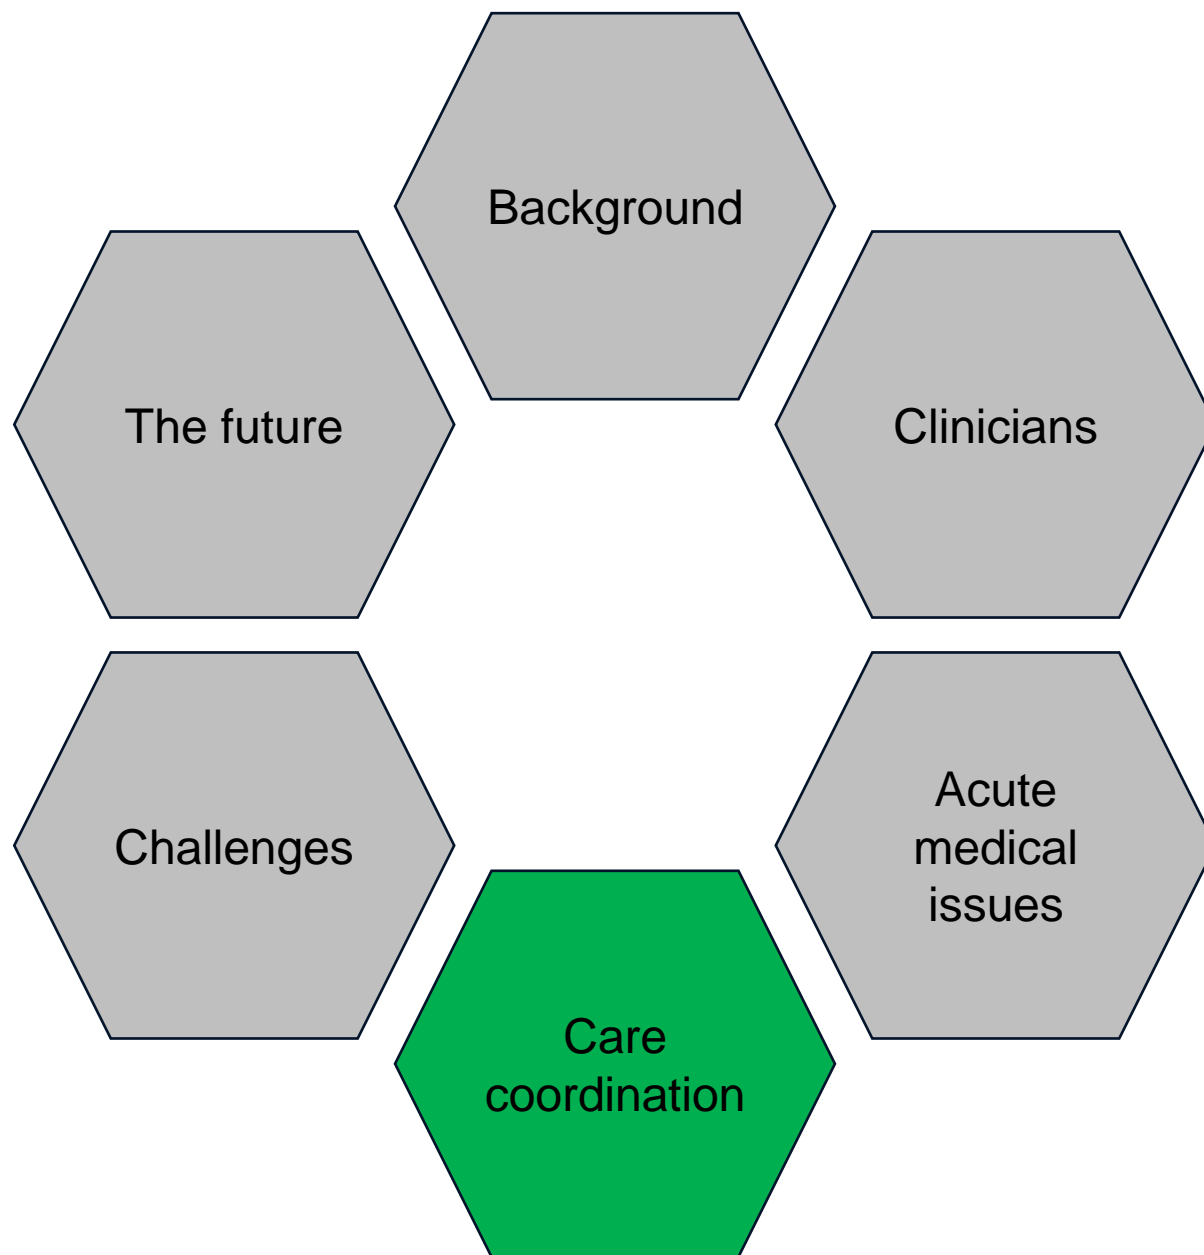 Background
The future
Clinicians
Challenges
Acute
medical
issues
Care
coordination